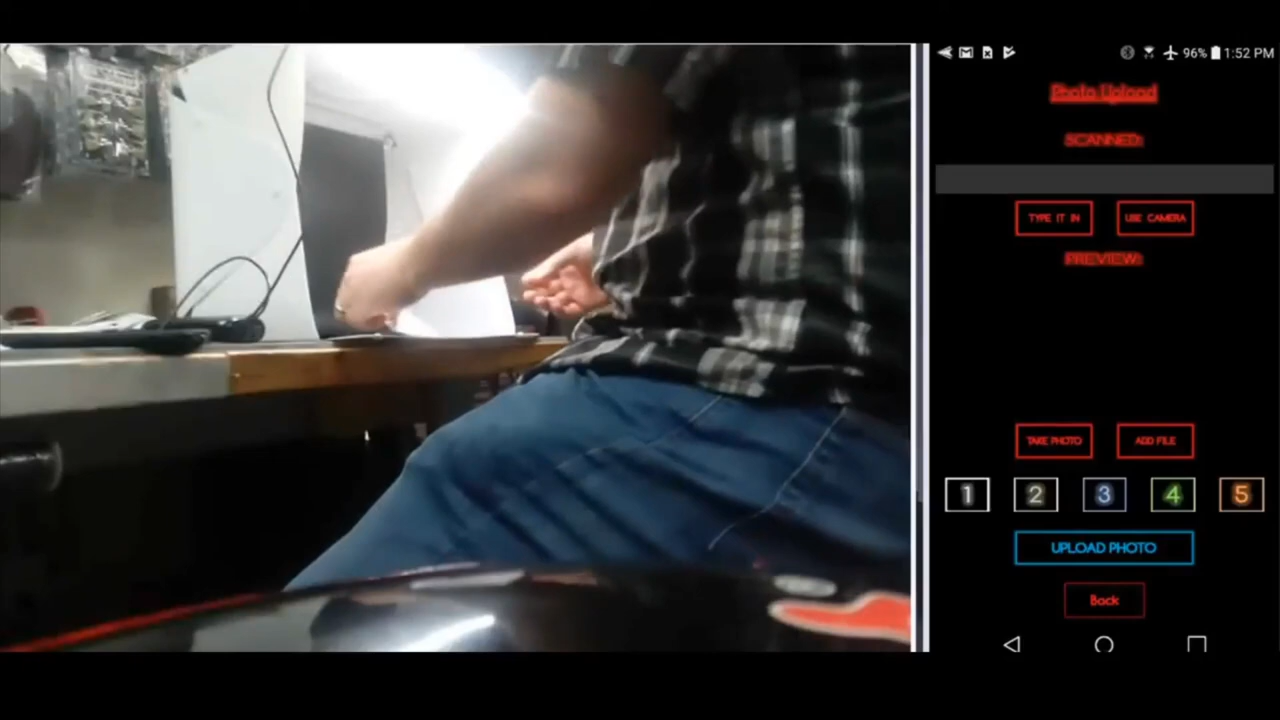 96% 1:52 PM
Photo Upload
SCANNED:
TYPE IT IN USE CAMERA
PREVIEW:
TAKE PHOTO ADD FILE
1 2 3 4 5
UPLOAD PHOTO
Back